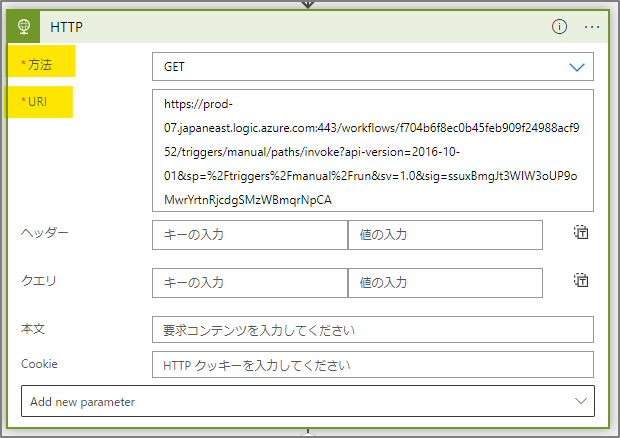 HTTP
*方法
GET
*URI
https://prod-
07.japaneast.logic.azure.com:443/workflows/f704b6f8ec0b45feb909f24988acf9
52/triggers/manual/paths/invoke?api-version=2016-10-
01&sp=%2Ftriggers%2Fmanual%2Frun&sv=1.0&sig=ssuxBmgJt3WIW3oUP9o
MwrYrtnRjcdgSMzWBmqrNpCA
ヘッダー キーの入力 値の入力
クエリ キーの入力 値の入力
本文 要求コンテンツを入力してください
Cookie HTTP クッキーを入力してください
Add new parameter